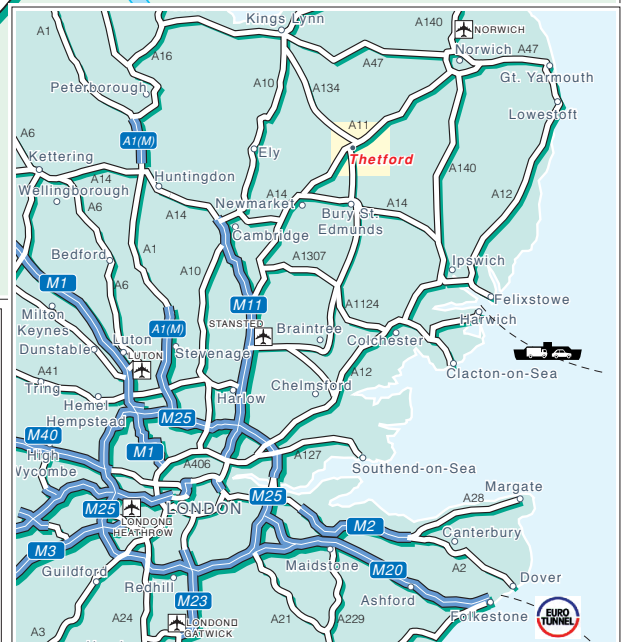 Kings Lynn
A140
NORWICH
A1
A16
Norwich
A47
A47
Gt. Yarmouth
Peterborough
A10
A134
Lowestoft
A11
A6
A1(M)
Ely
Thetford
Kettering
A14
Huntingdon
A140
Wellingborough
A14
A12
A6
A14
Newmarket
Bury St.
Edmunds
A14
Cambridge
Bedford
A1
A10
A1307
Ipswich
M1
A6
M11
Felixstowe
Milton
Keynes
A1(M)
STANSTED
A1124
Harwich
Braintree
Colchester
Dunstable
Luton
LUTON
Stevenage
A41
A12
Clacton-on-Sea
Tring
Chelmsford
Hemel
Hempstead
Harlow
M25
M40
M1
High
Wycombe
A406
A127
Southend-on-Sea
M25
Margate
A28
M25
LONDON
LONDON
HEATHROW
M2
Canterbury
M3
A2
Maidstone
M20
Guildford
Dover
Redhill
Ashford
M23
Folkestone
EURO
TUNNEL
A24
LONDON
GATWICK
A21
A229
A3